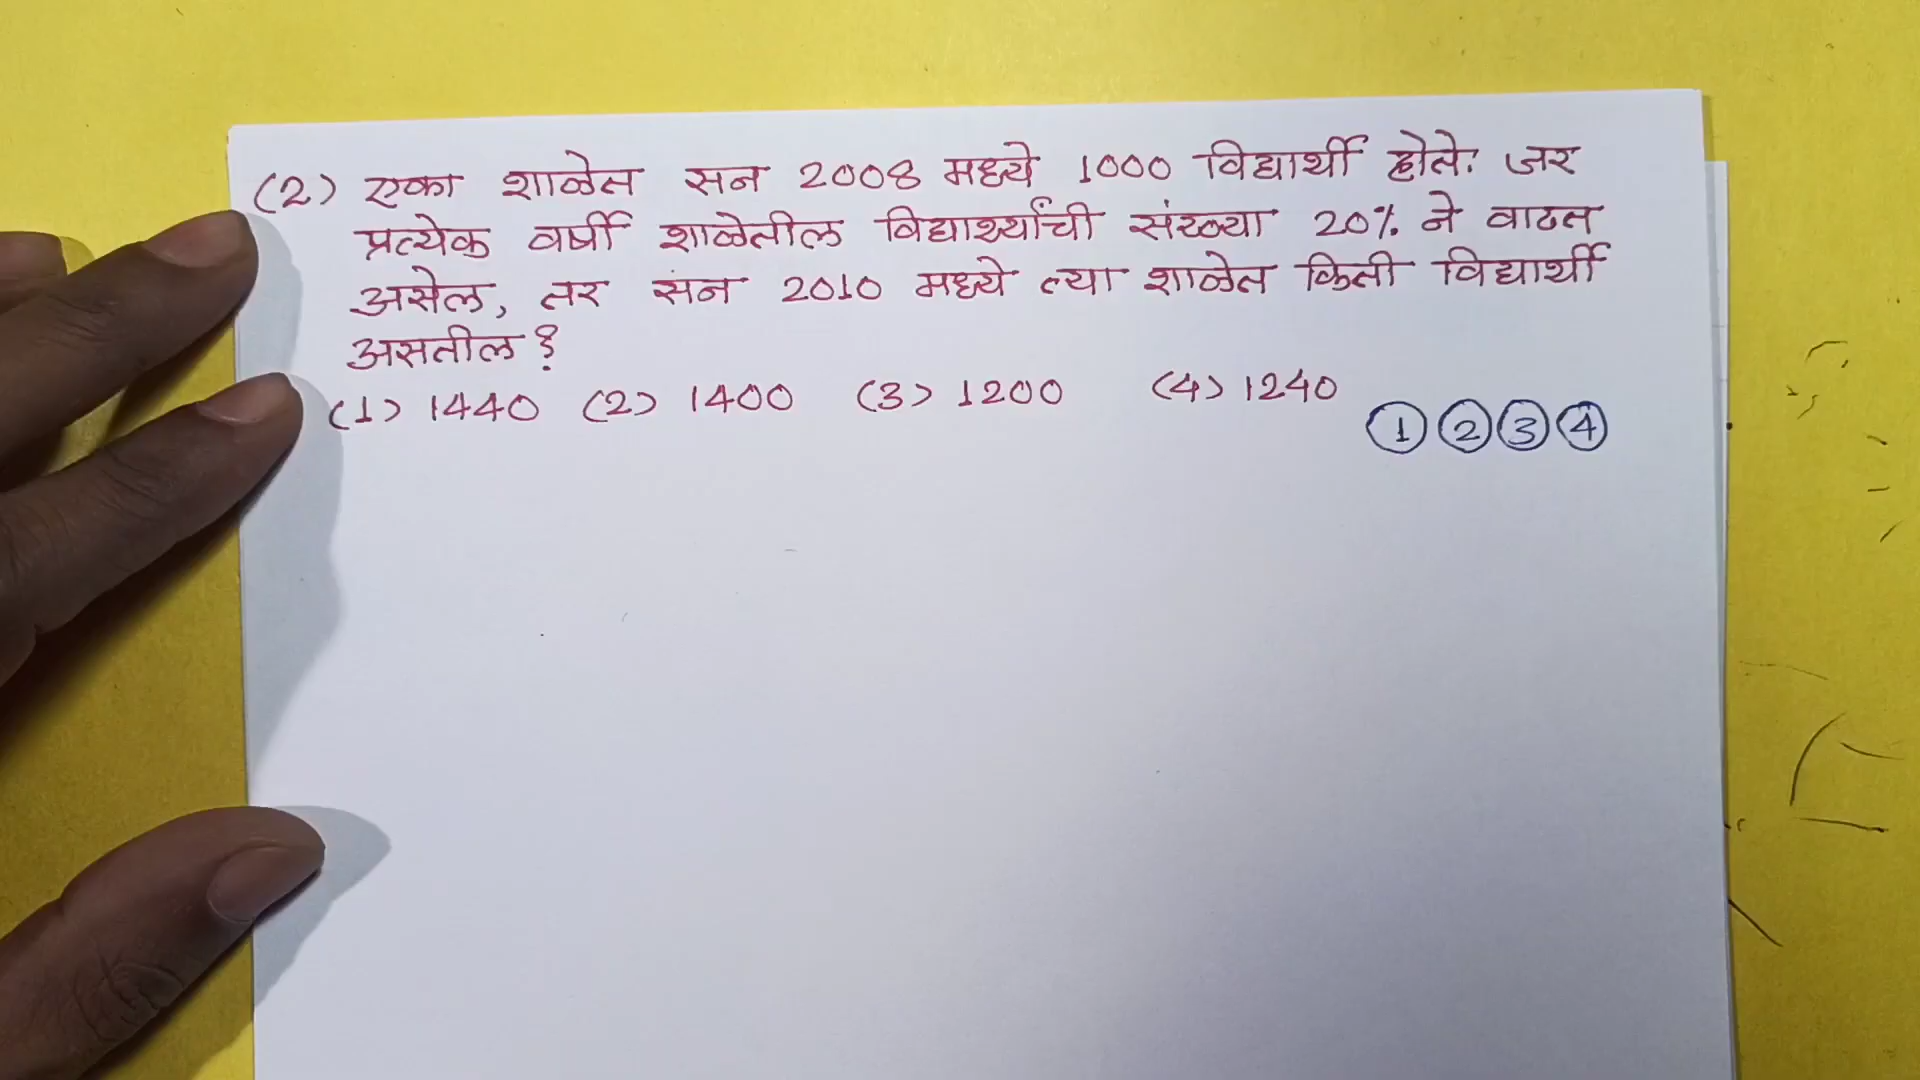 (2) एका शाळेत सन 2008 मध्ये 1000 विद्यार्थी होते. जर
प्रत्येक वर्षी शाळेतील विद्यार्थ्यांची संख्या 20% ने वाढत
असेल, तर सन 2010 मध्ये त्या शाळेत किती विद्यार्थी
असतील ?
(1) 1440 (2) 1400 (3) 1200 (4) 1240
1 2 3 4